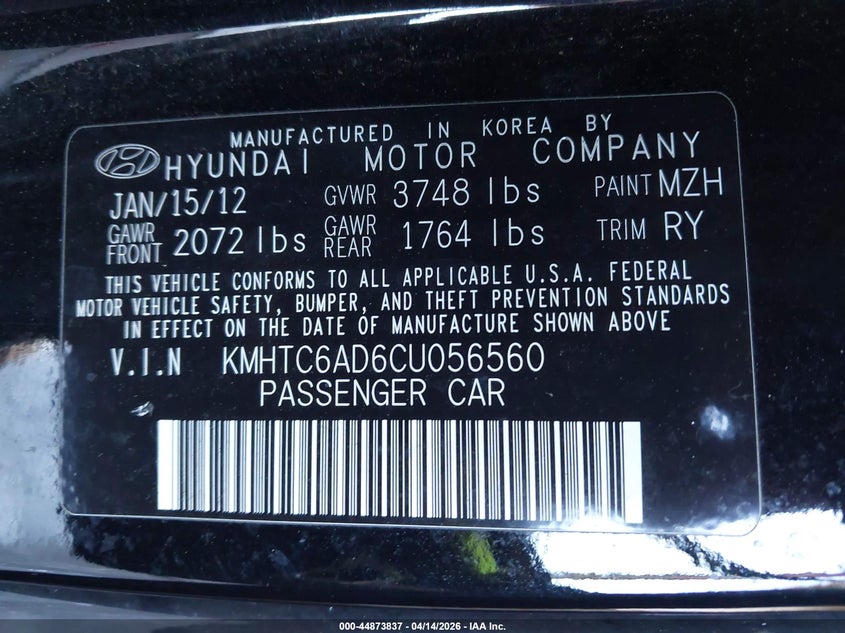 MANUFACTURED IN KOREA BY
HYUNDAI MOTOR COMPANY
JAN/15/12 GVWR 3748 lbs PAINT MZH
GAWR FRONT 2072 lbs GAWR REAR 1764 lbs TRIM RY
THIS VEHICLE CONFORMS TO ALL APPLICABLE U.S.A. FEDERAL
MOTOR VEHICLE SAFETY, BUMPER, AND THEFT PREVENTION STANDARDS
IN EFFECT ON THE DATE OF MANUFACTURE SHOWN ABOVE
V.I.N KMHTC6AD6CU056560
PASSENGER CAR
000-44873837 - 04/14/2026 - IAA Inc.